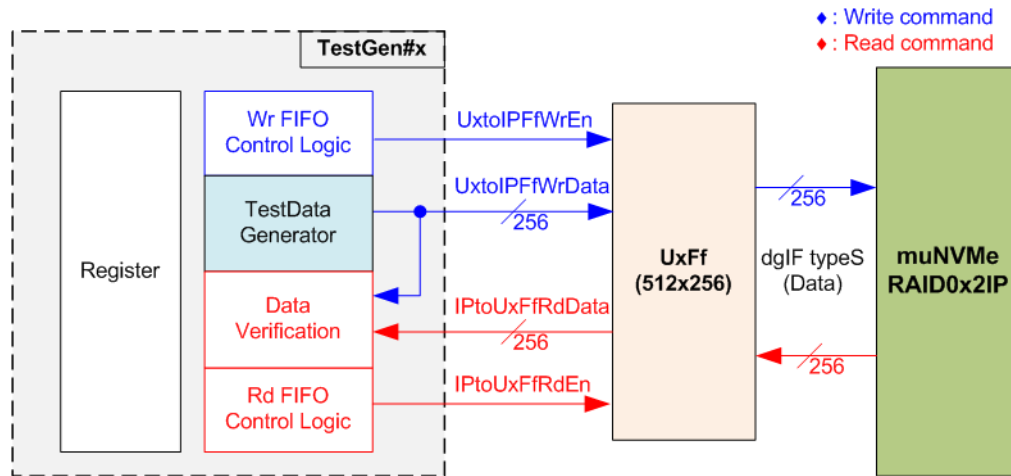 ♦ : Write command
♦ : Read command
TestGen#x
Register
Wr FIFO
Control Logic
TestData
Generator
Data
Verification
Rd FIFO
Control Logic
UxtoIPFfWrEn
UxtoIPFfWrData
256
IPtoUxFfRdData
256
IPtoUxFfRdEn
UxFf
(512x256)
256
dgIF typeS
(Data)
256
muNVMe
RAID0x2IP